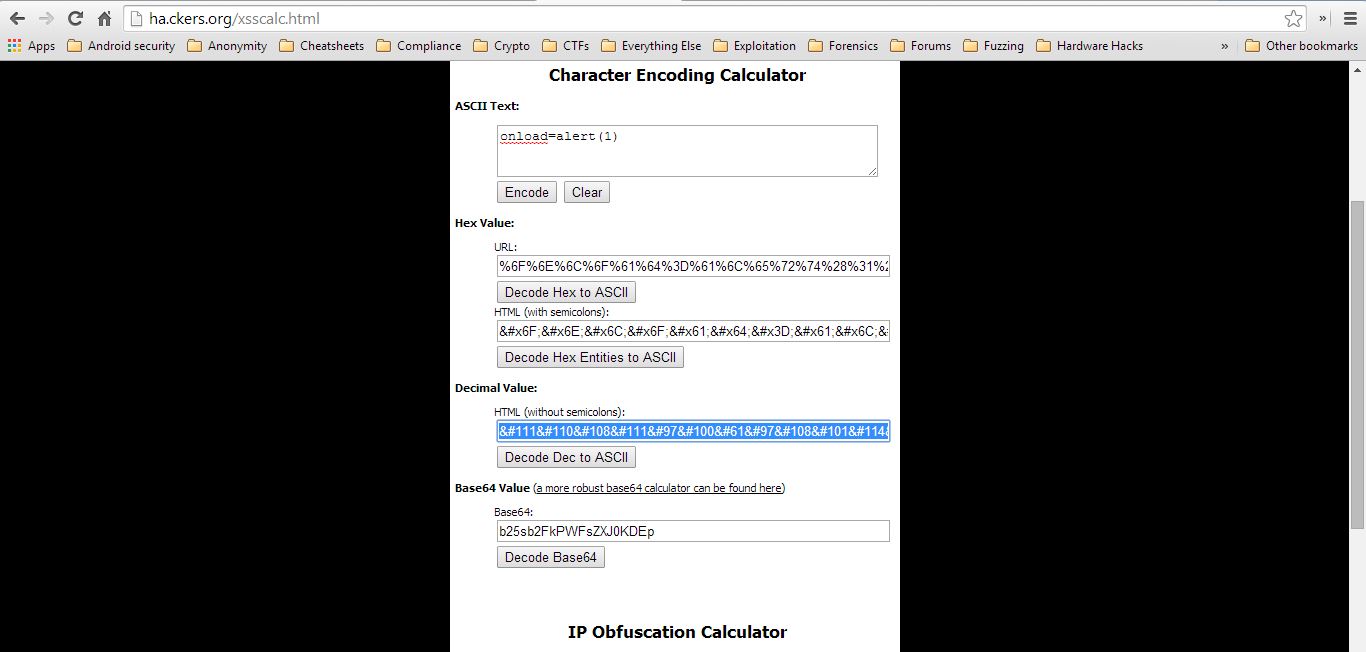 ha.ckers.org/xsscalc.html
»
Apps Android security Anonymity Cheatsheets Compliance Crypto CTFs Everything Else Exploitation Forensics Forums Fuzzing Hardware Hacks » Other bookmarks
Character Encoding Calculator
ASCII Text:
onload=alert(1)
Encode Clear
Hex Value:
URL:
%6F%6E%6C%6F%61%64%3D%61%6C%65%72%74%28%31%2
Decode Hex to ASCII
HTML (with semicolons):
&#x6F;&#x6E;&#x6C;&#x6F;&#x61;&#x64;&#x3D;&#x61;&#x6C;&#
Decode Hex Entities to ASCII
Decimal Value:
HTML (without semicolons):
&#111&#110&#108&#111&#97&#100&#61&#97&#108&#101&#114&
Decode Dec to ASCII
Base64 Value (a more robust base64 calculator can be found here)
Base64:
b25sb2FkPWFsZXJ0KDEp
Decode Base64
IP Obfuscation Calculator